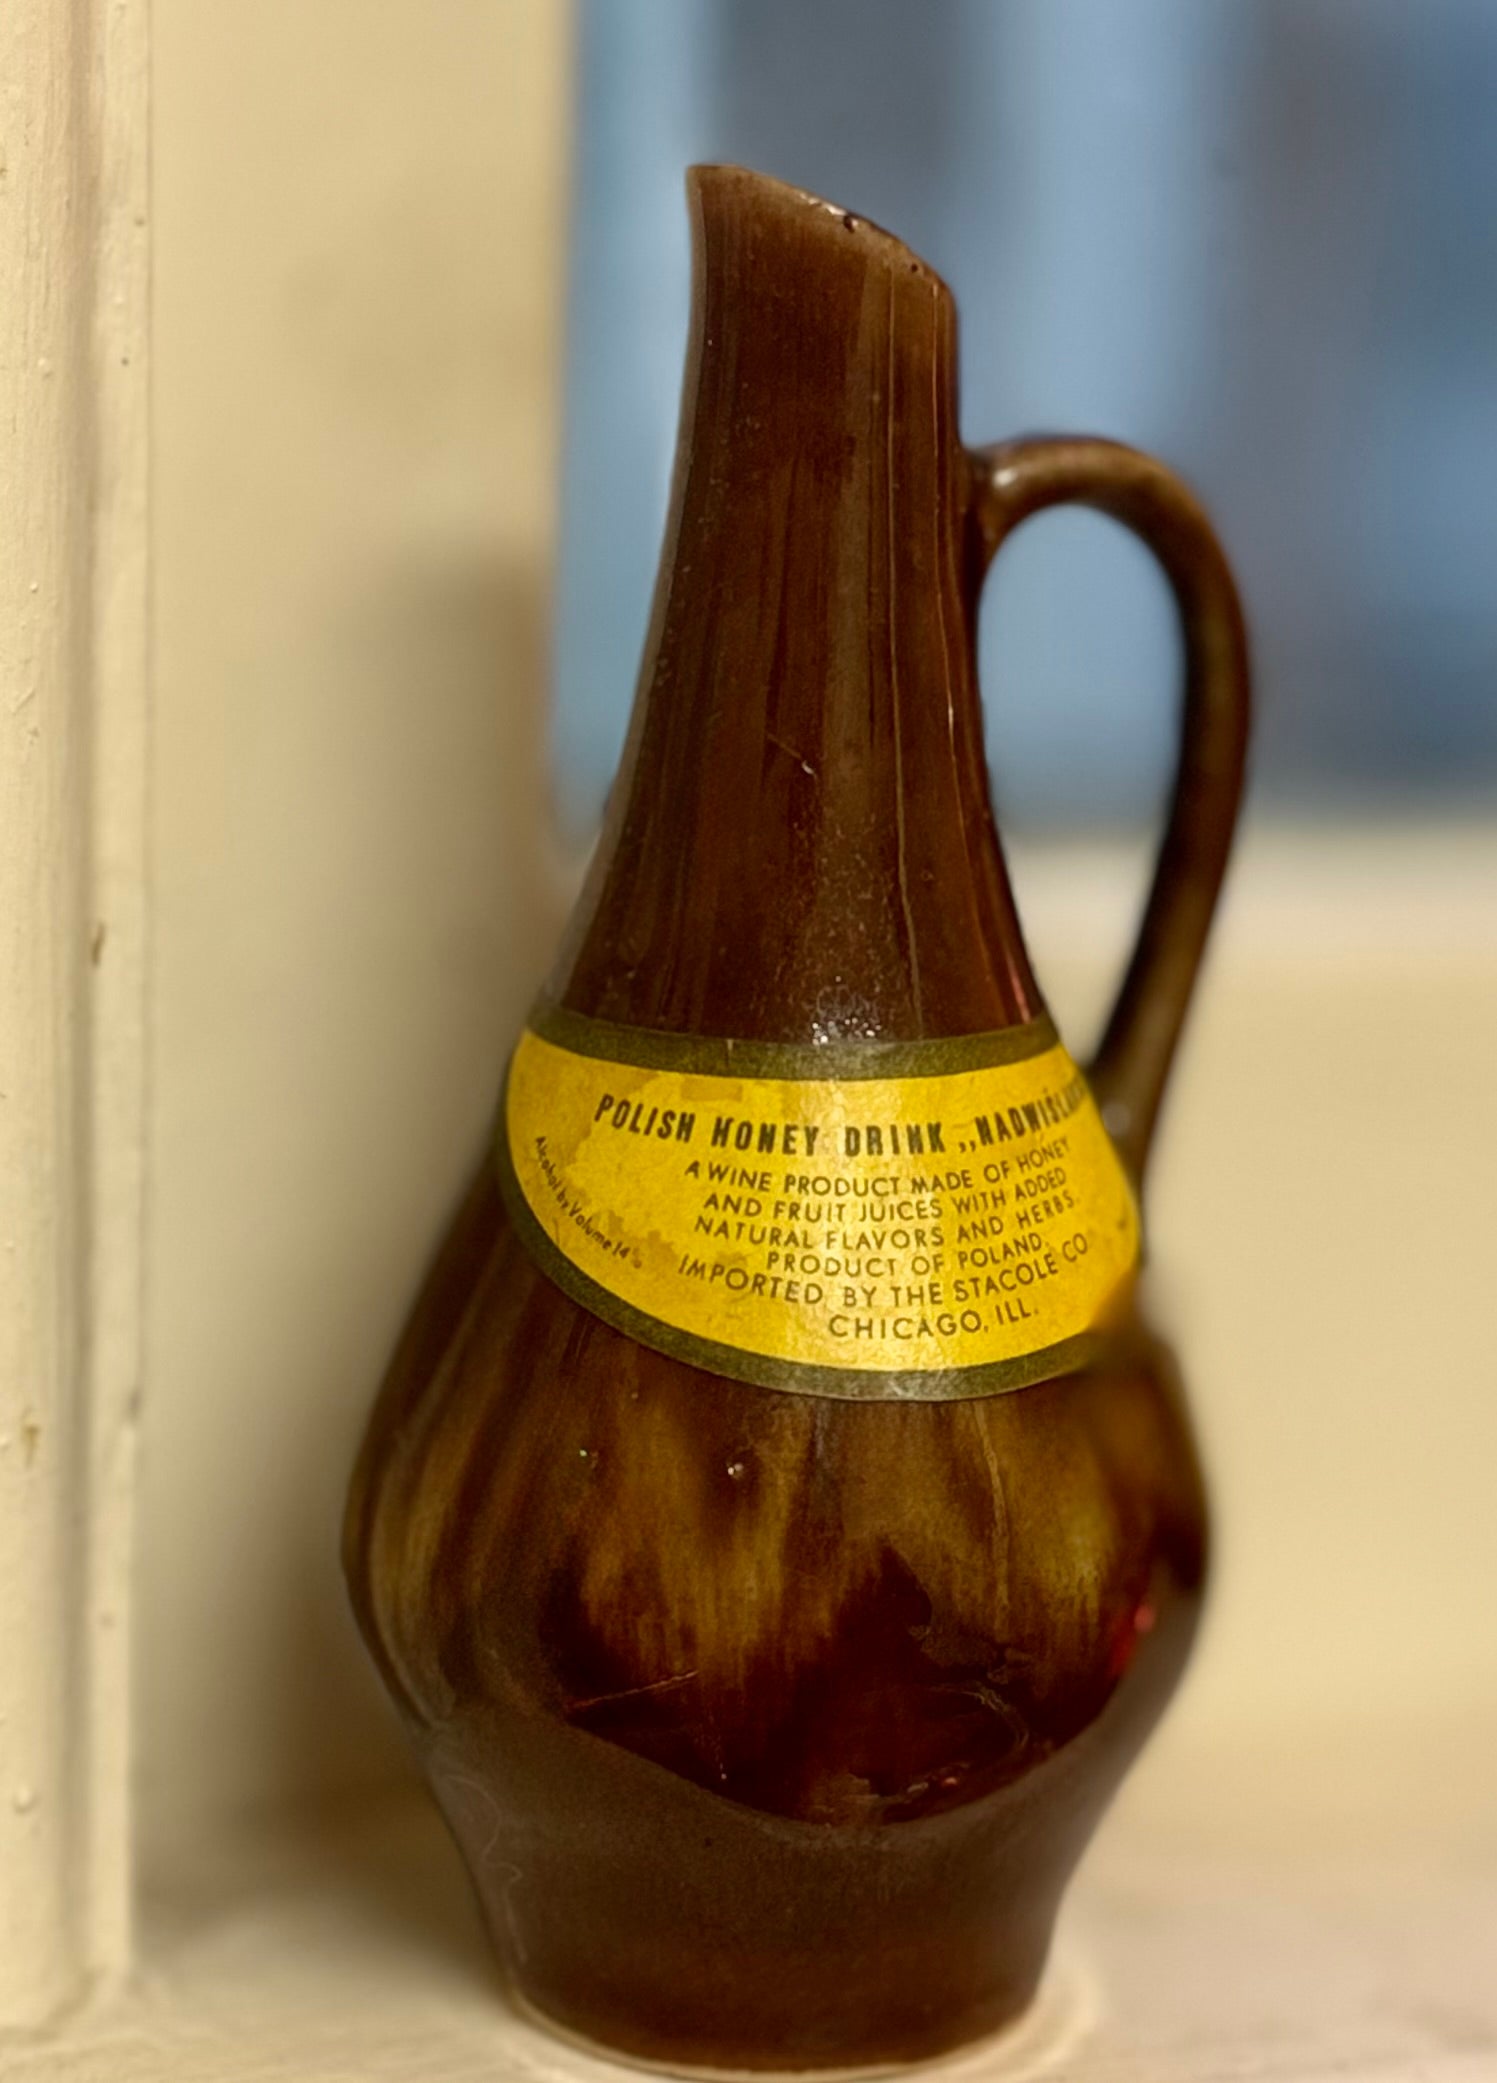 POLISH HONEY DRINK „NADWIŚLAŃSKI
A WINE PRODUCT MADE OF HONEY
AND FRUIT JUICES WITH ADDED
NATURAL FLAVORS AND HERBS.
PRODUCT OF POLAND.
IMPORTED BY THE STACOLE CO
CHICAGO, ILL.
Alcohol by Volume 14%